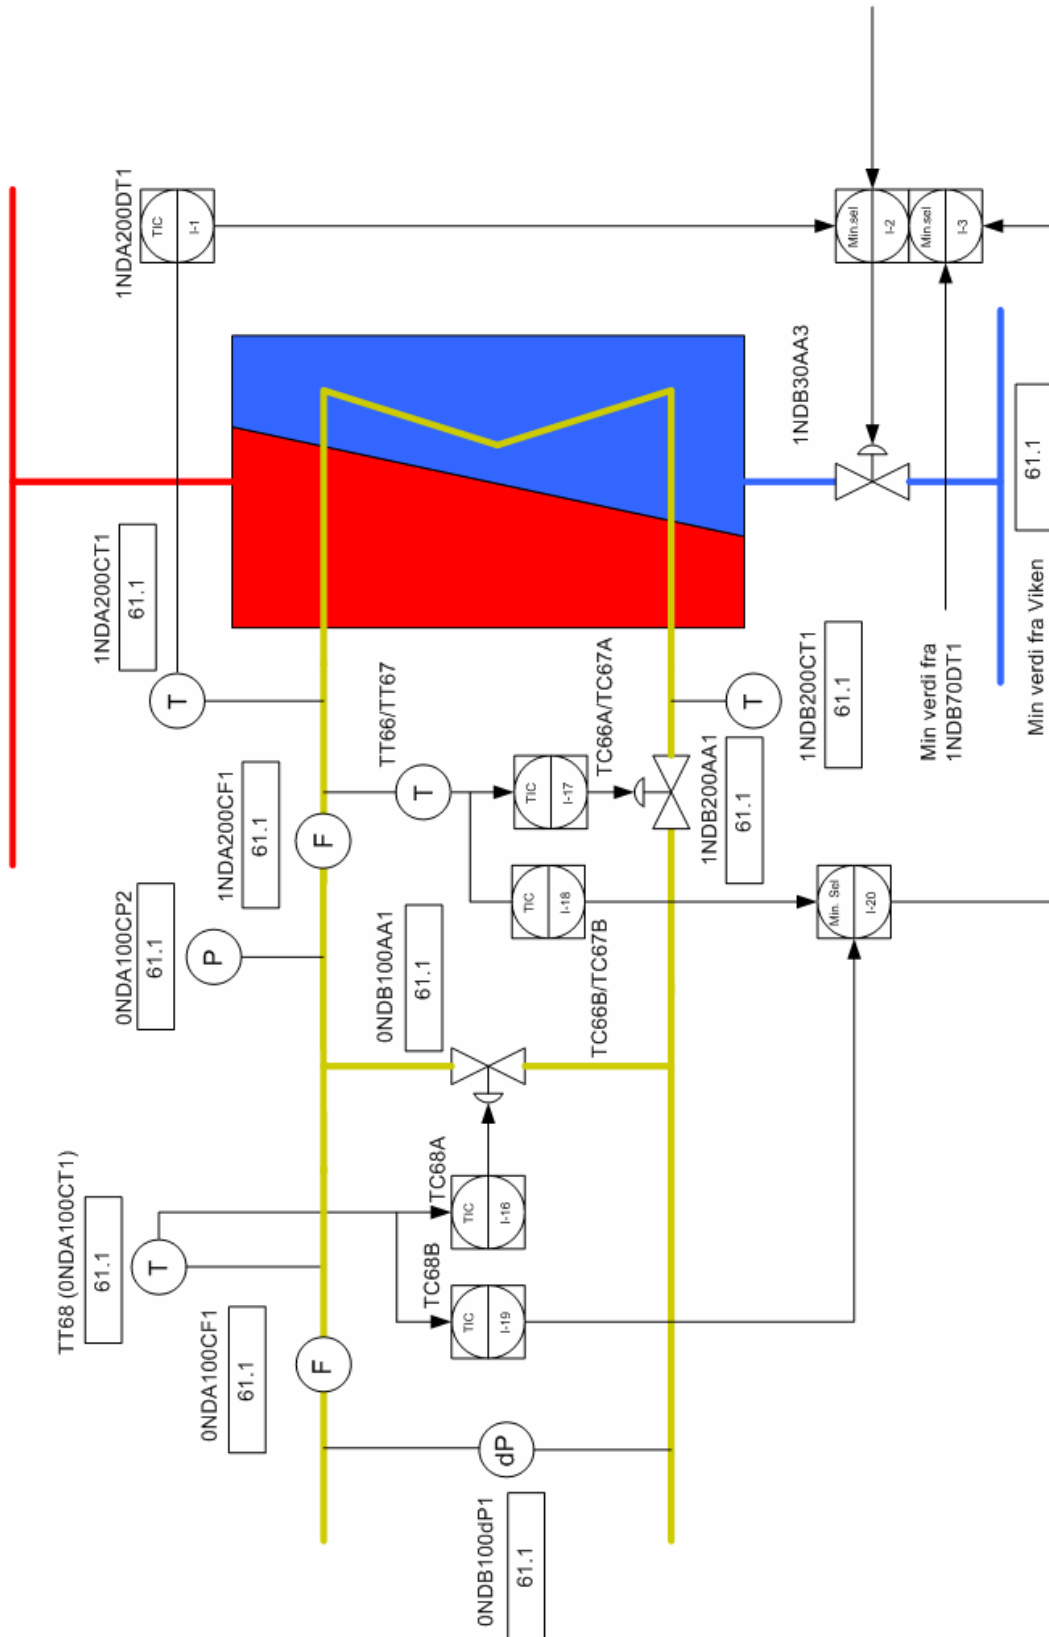 1NDA200DT1
TIC
I-1
1NDA200CT1
61.1
T
Min.sel
I-2
Min.sel
I-3
1NDB30AA3
61.1
Min verdi fra Viken
Min verdi fra
1NDB70DT1
TT66/TT67
T
TIC
I-17
TC66A/TC67A
T
1NDB200CT1
61.1
1NDB200AA1
61.1
1NDA200CF1
61.1
F
TIC
I-18
TC66B/TC67B
Min. Sel
I-20
0NDA100CP2
61.1
P
0NDB100AA1
61.1
TT68 (0NDA100CT1)
61.1
T
TC68A
TIC
I-16
TC68B
TIC
I-19
0NDA100CF1
61.1
F
dP
0NDB100dP1
61.1